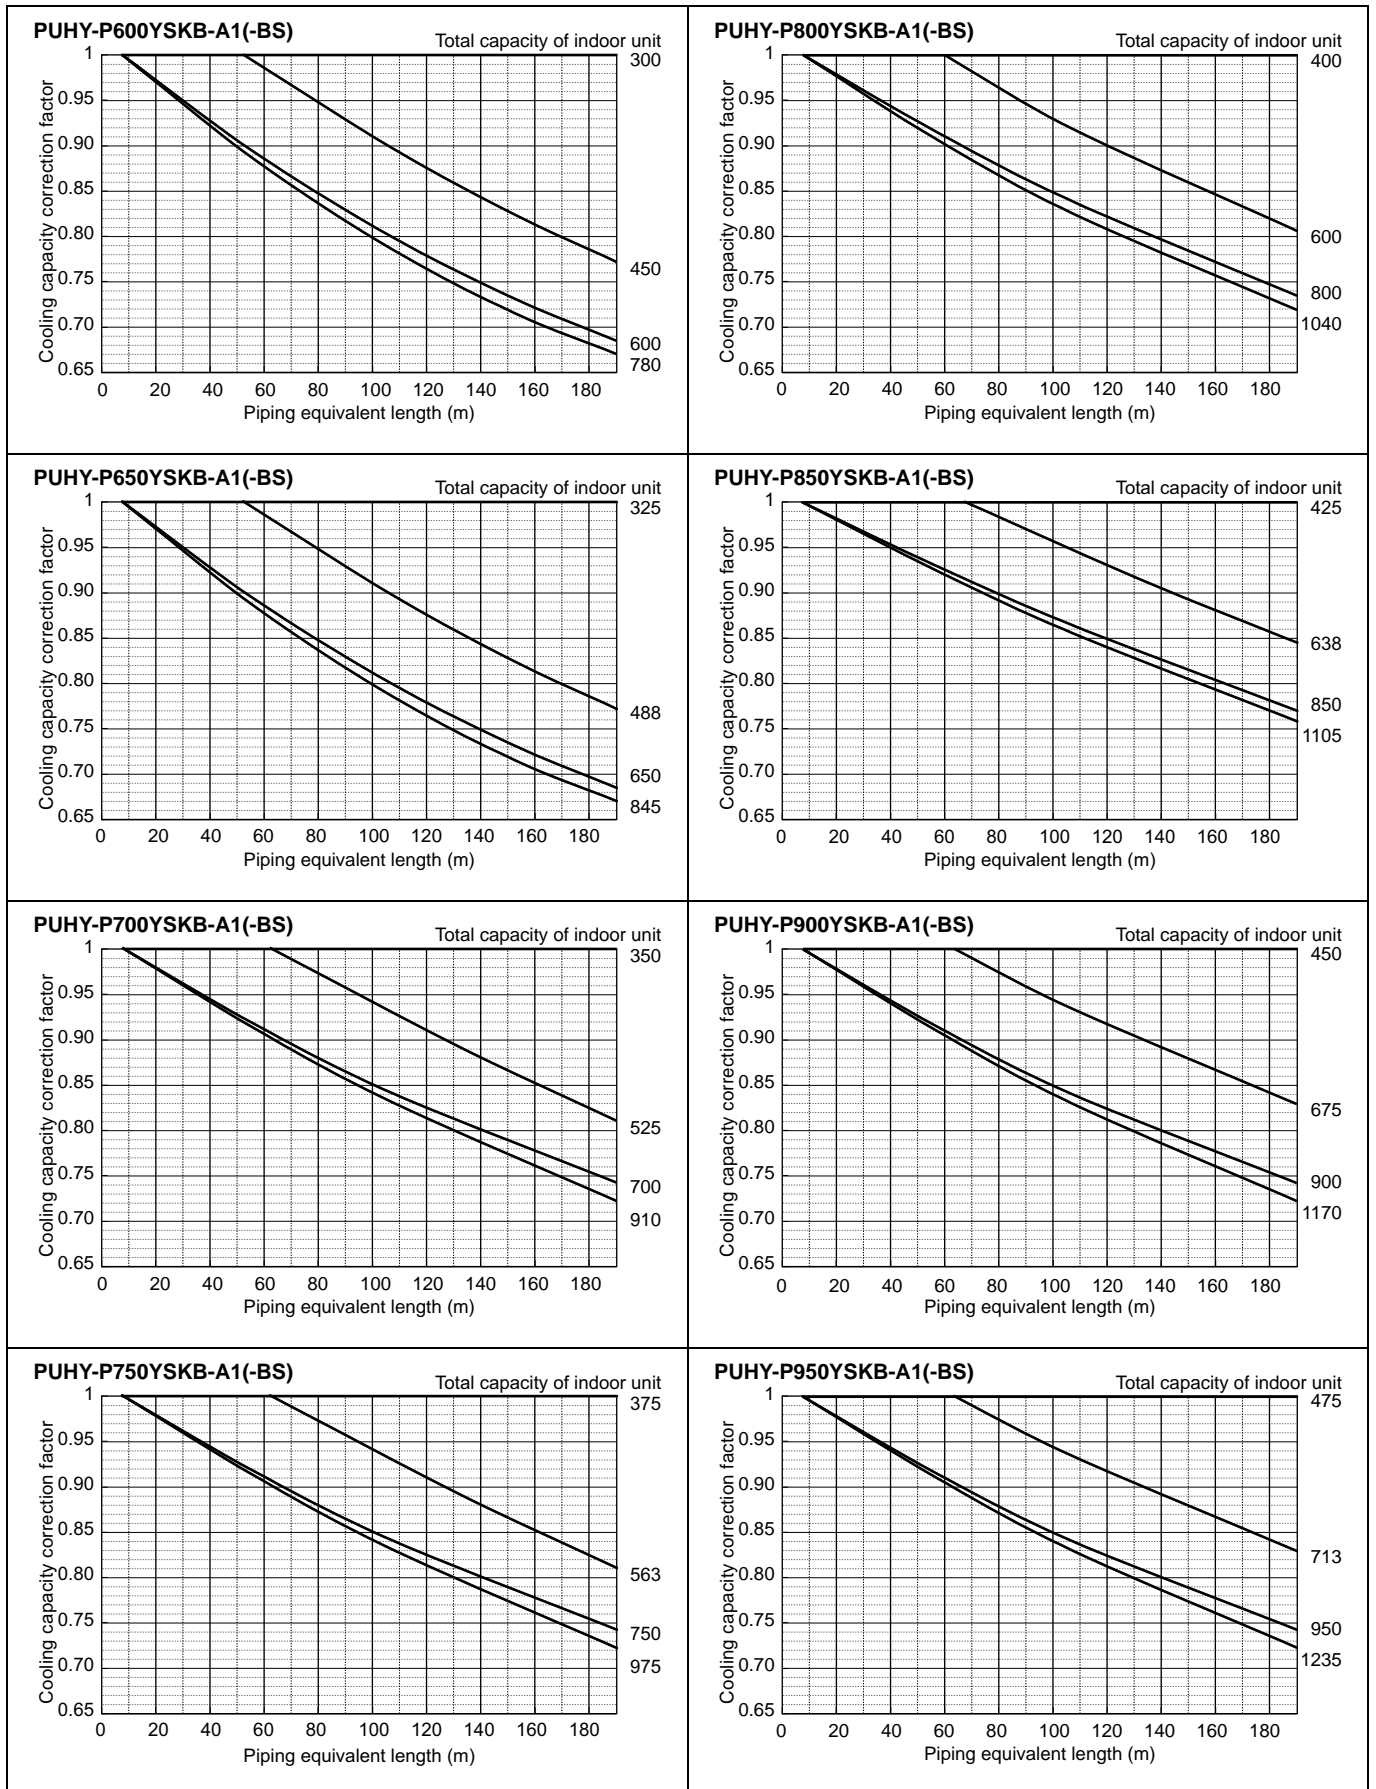 PUHY-P600YSKB-A1(-BS)
Total capacity of indoor unit
Cooling capacity correction factor
1
0.95
0.90
0.85
0.80
0.75
0.70
0.65
300
450
600
780
0 20 40 60 80 100 120 140 160 180
Piping equivalent length (m)
PUHY-P800YSKB-A1(-BS)
Total capacity of indoor unit
Cooling capacity correction factor
1
0.95
0.90
0.85
0.80
0.75
0.70
0.65
400
600
800
1040
0 20 40 60 80 100 120 140 160 180
Piping equivalent length (m)
PUHY-P650YSKB-A1(-BS)
Total capacity of indoor unit
Cooling capacity correction factor
1
0.95
0.90
0.85
0.80
0.75
0.70
0.65
325
488
650
845
0 20 40 60 80 100 120 140 160 180
Piping equivalent length (m)
PUHY-P850YSKB-A1(-BS)
Total capacity of indoor unit
Cooling capacity correction factor
1
0.95
0.90
0.85
0.80
0.75
0.70
0.65
425
638
850
1105
0 20 40 60 80 100 120 140 160 180
Piping equivalent length (m)
PUHY-P700YSKB-A1(-BS)
Total capacity of indoor unit
Cooling capacity correction factor
1
0.95
0.90
0.85
0.80
0.75
0.70
0.65
350
525
700
910
0 20 40 60 80 100 120 140 160 180
Piping equivalent length (m)
PUHY-P900YSKB-A1(-BS)
Total capacity of indoor unit
Cooling capacity correction factor
1
0.95
0.90
0.85
0.80
0.75
0.70
0.65
450
675
900
1170
0 20 40 60 80 100 120 140 160 180
Piping equivalent length (m)
PUHY-P750YSKB-A1(-BS)
Total capacity of indoor unit
Cooling capacity correction factor
1
0.95
0.90
0.85
0.80
0.75
0.70
0.65
375
563
750
975
0 20 40 60 80 100 120 140 160 180
Piping equivalent length (m)
PUHY-P950YSKB-A1(-BS)
Total capacity of indoor unit
Cooling capacity correction factor
1
0.95
0.90
0.85
0.80
0.75
0.70
0.65
475
713
950
1235
0 20 40 60 80 100 120 140 160 180
Piping equivalent length (m)